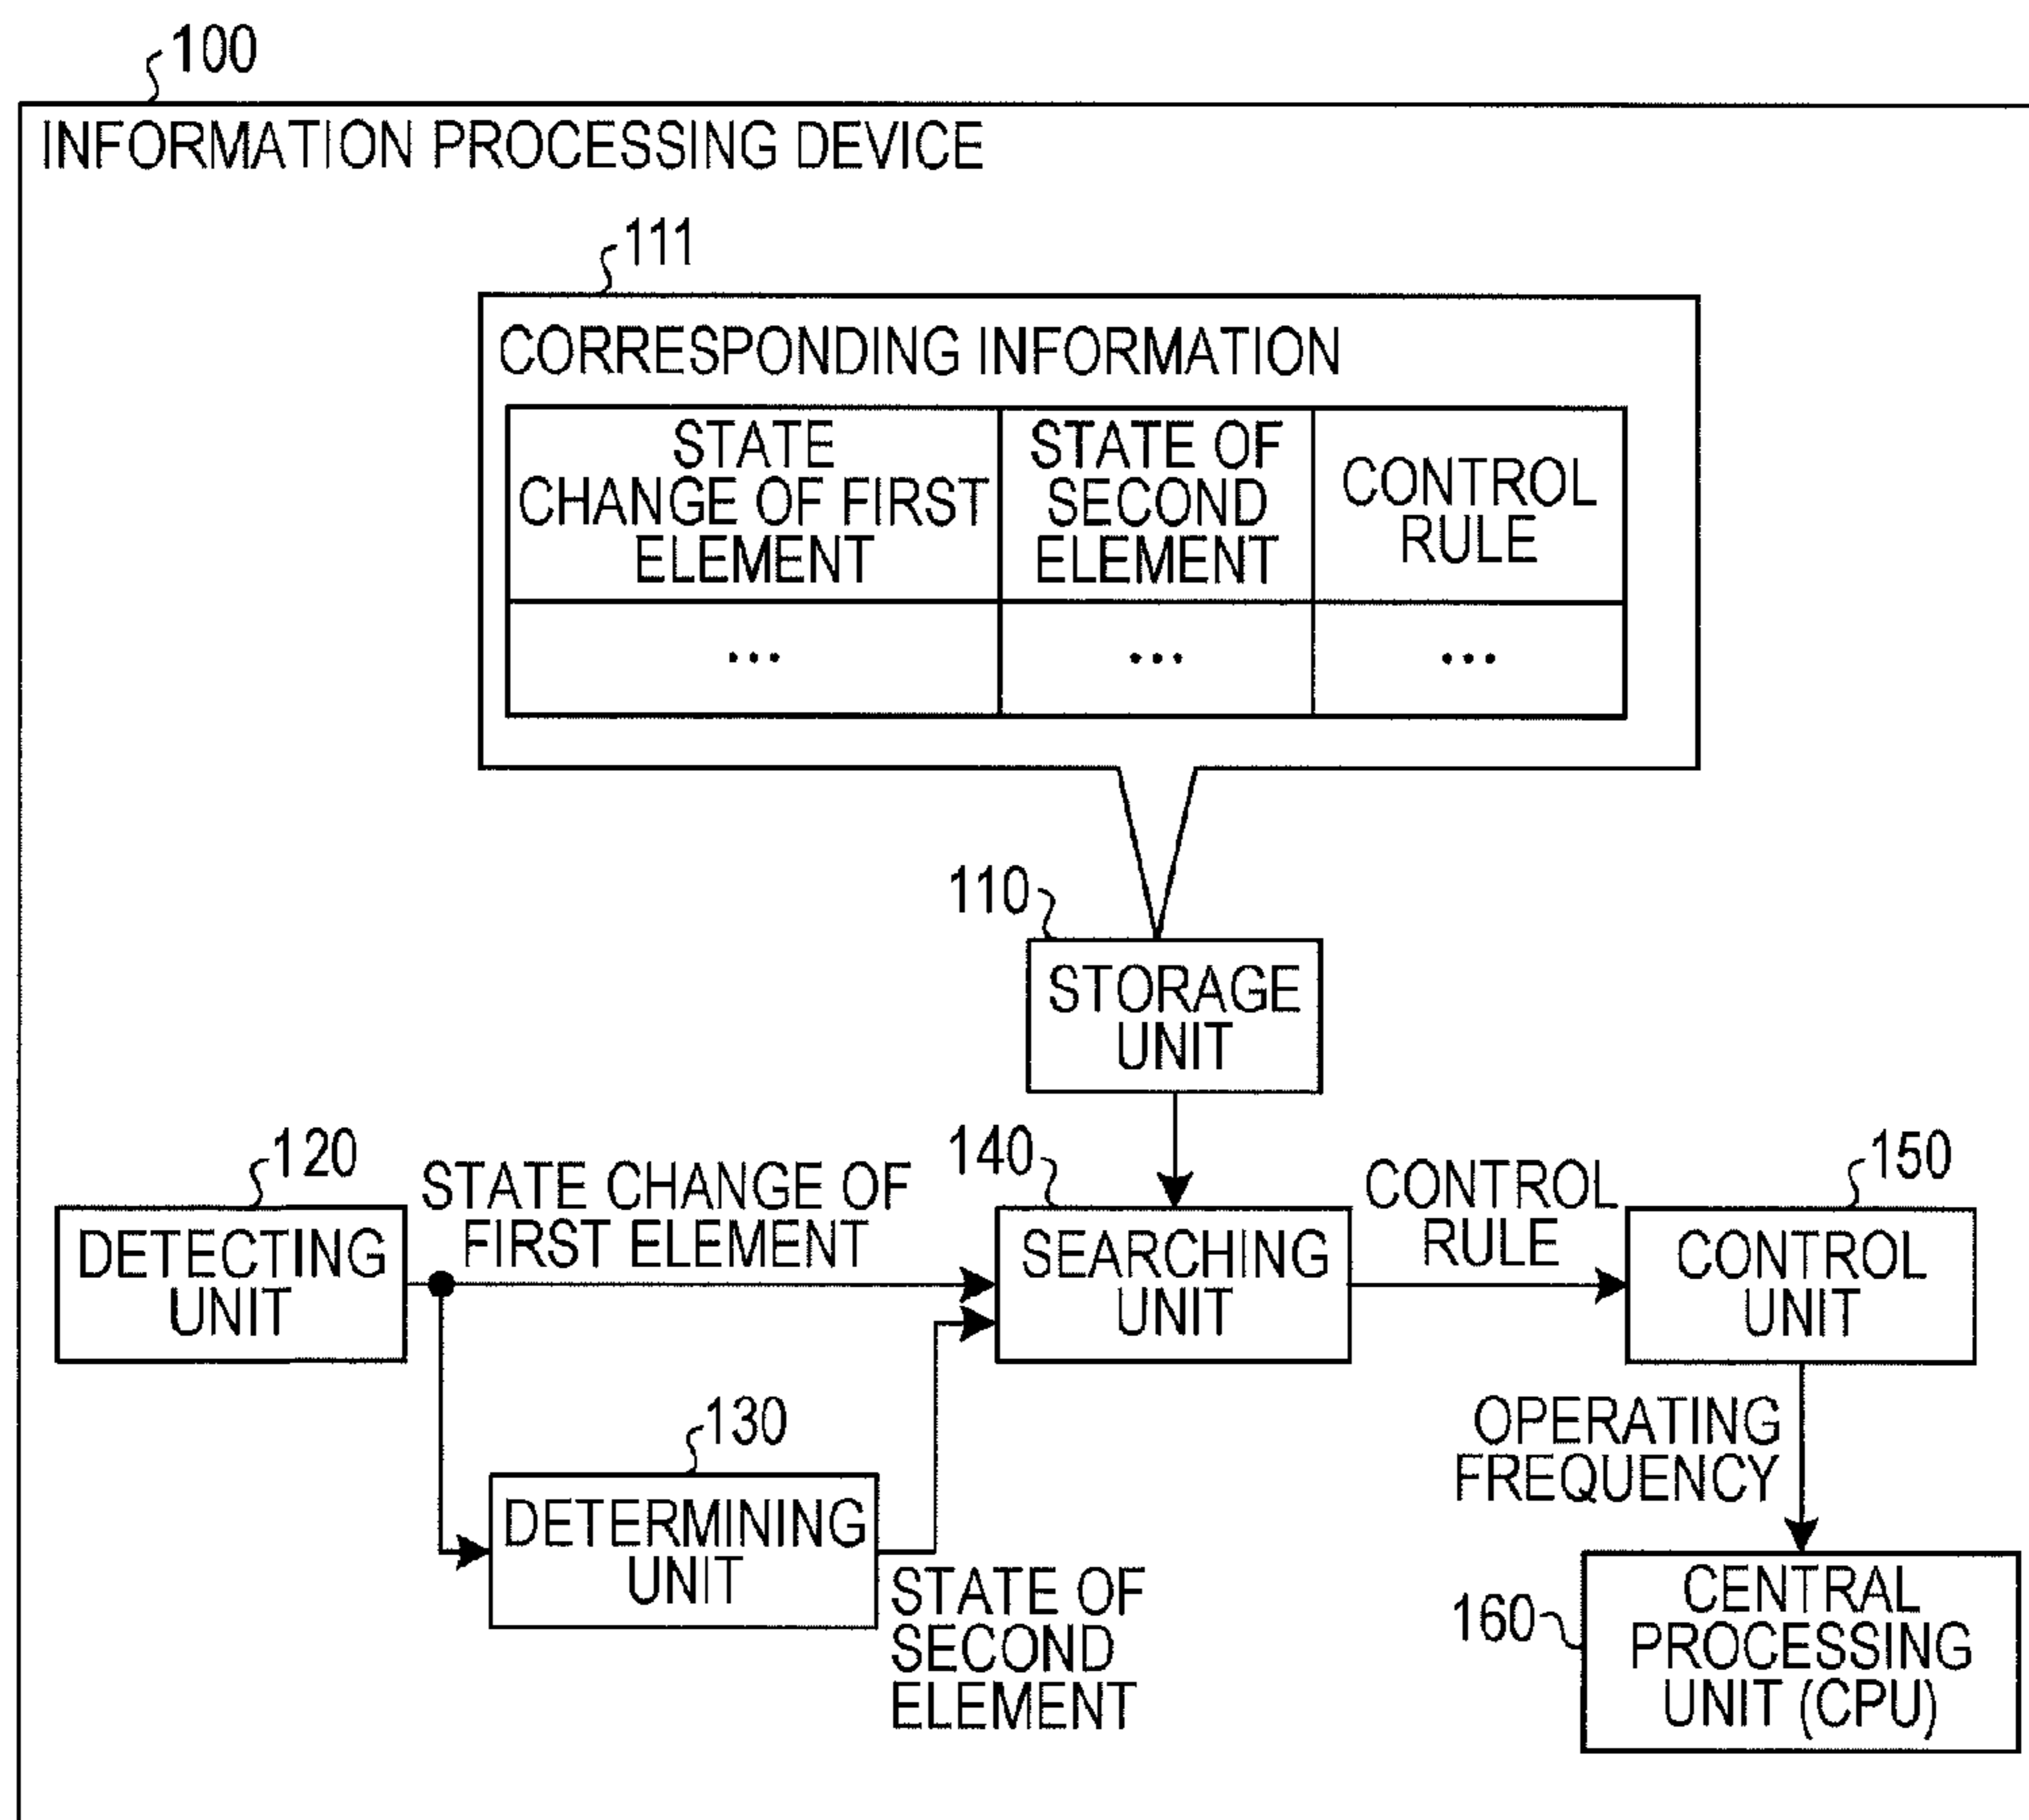 100
INFORMATION PROCESSING DEVICE
111
CORRESPONDING INFORMATION
STATE
CHANGE OF FIRST
ELEMENT
STATE OF
SECOND
ELEMENT
CONTROL
RULE
...
...
...
110
STORAGE
UNIT
120
DETECTING
UNIT
STATE CHANGE OF
FIRST ELEMENT
140
SEARCHING
UNIT
CONTROL
RULE
150
CONTROL
UNIT
130
DETERMINING
UNIT
STATE OF
SECOND
ELEMENT
OPERATING
FREQUENCY
160
CENTRAL
PROCESSING
UNIT (CPU)